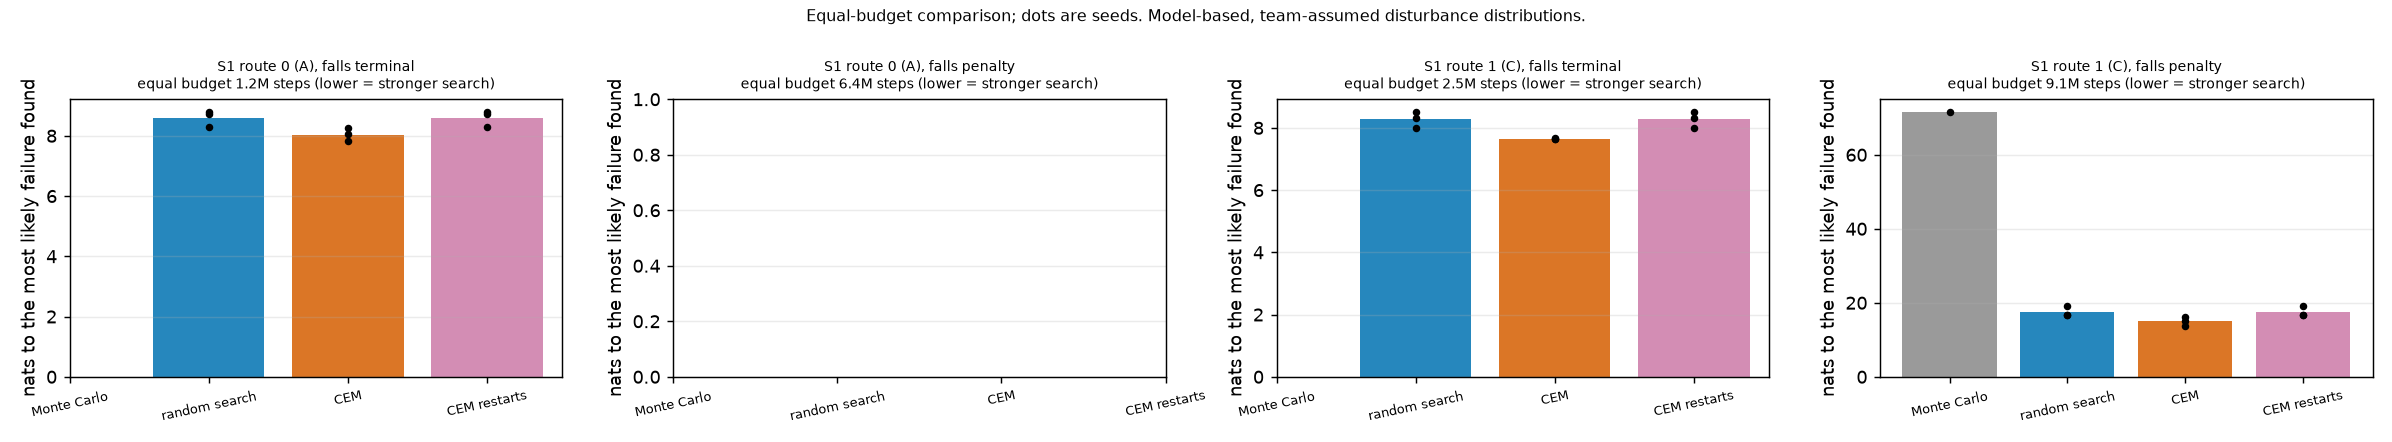 Equal-budget comparison; dots are seeds. Model-based, team-assumed disturbance distributions.
S1 route 0 (A), falls terminal
equal budget 1.2M steps (lower = stronger search)
nats to the most likely failure found
8
6
4
2
0
Monte Carlo
random search
CEM
CEM restarts
S1 route 0 (A), falls penalty
equal budget 6.4M steps (lower = stronger search)
nats to the most likely failure found
1.0
0.8
0.6
0.4
0.2
0.0
Monte Carlo
random search
CEM
CEM restarts
S1 route 1 (C), falls terminal
equal budget 2.5M steps (lower = stronger search)
nats to the most likely failure found
8
6
4
2
0
Monte Carlo
random search
CEM
CEM restarts
S1 route 1 (C), falls penalty
equal budget 9.1M steps (lower = stronger search)
nats to the most likely failure found
60
40
20
0
Monte Carlo
random search
CEM
CEM restarts